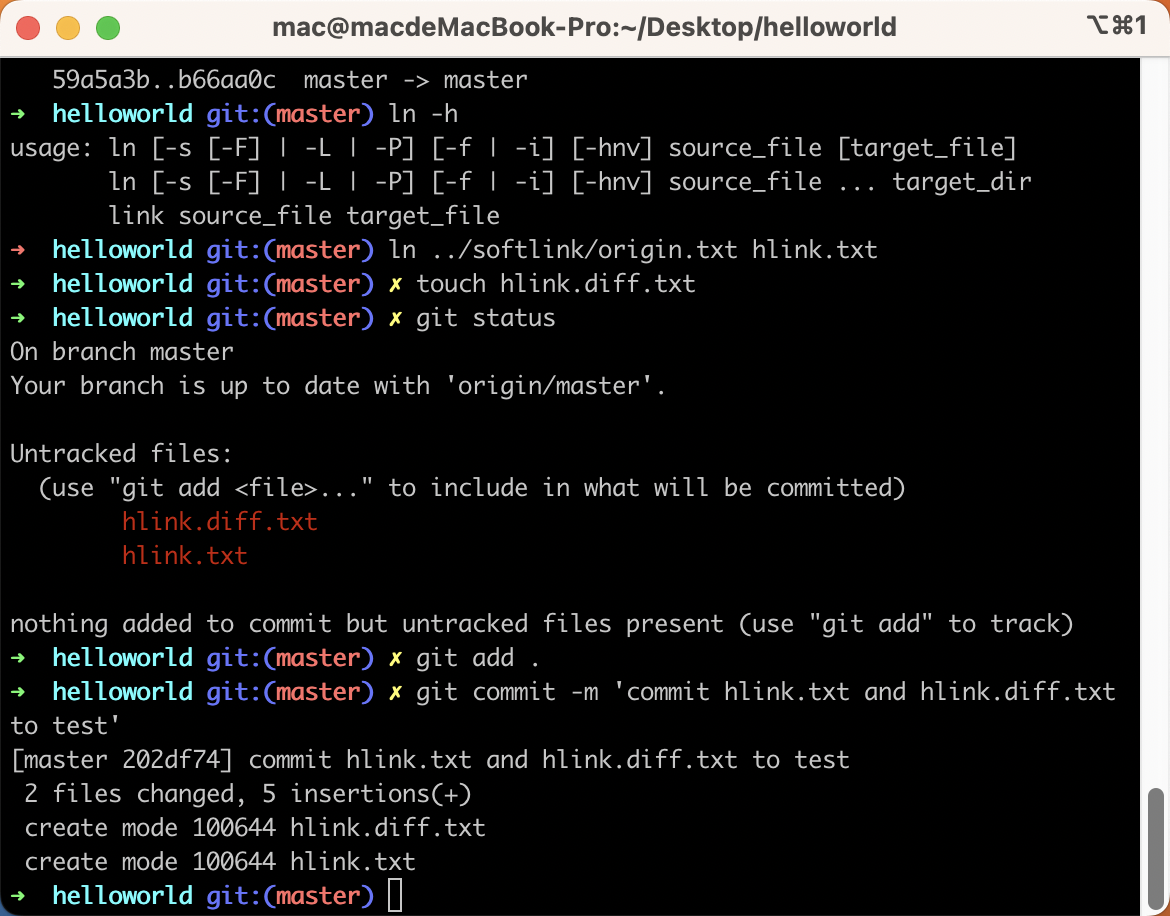 mac@macdeMacBook-Pro:~/Desktop/helloworld ⌥⌘1
59a5a3b..b66aa0c  master -> master
➜  helloworld git:(master) ln -h
usage: ln [-s [-F] | -L | -P] [-f | -i] [-hnv] source_file [target_file]
       ln [-s [-F] | -L | -P] [-f | -i] [-hnv] source_file ... target_dir
       link source_file target_file
➜  helloworld git:(master) ln ../softlink/origin.txt hlink.txt
➜  helloworld git:(master) ✗ touch hlink.diff.txt
➜  helloworld git:(master) ✗ git status
On branch master
Your branch is up to date with 'origin/master'.

Untracked files:
  (use "git add <file>..." to include in what will be committed)
        hlink.diff.txt
        hlink.txt

nothing added to commit but untracked files present (use "git add" to track)
➜  helloworld git:(master) ✗ git add .
➜  helloworld git:(master) ✗ git commit -m 'commit hlink.txt and hlink.diff.txt
to test'
[master 202df74] commit hlink.txt and hlink.diff.txt to test
 2 files changed, 5 insertions(+)
 create mode 100644 hlink.diff.txt
 create mode 100644 hlink.txt
➜  helloworld git:(master)